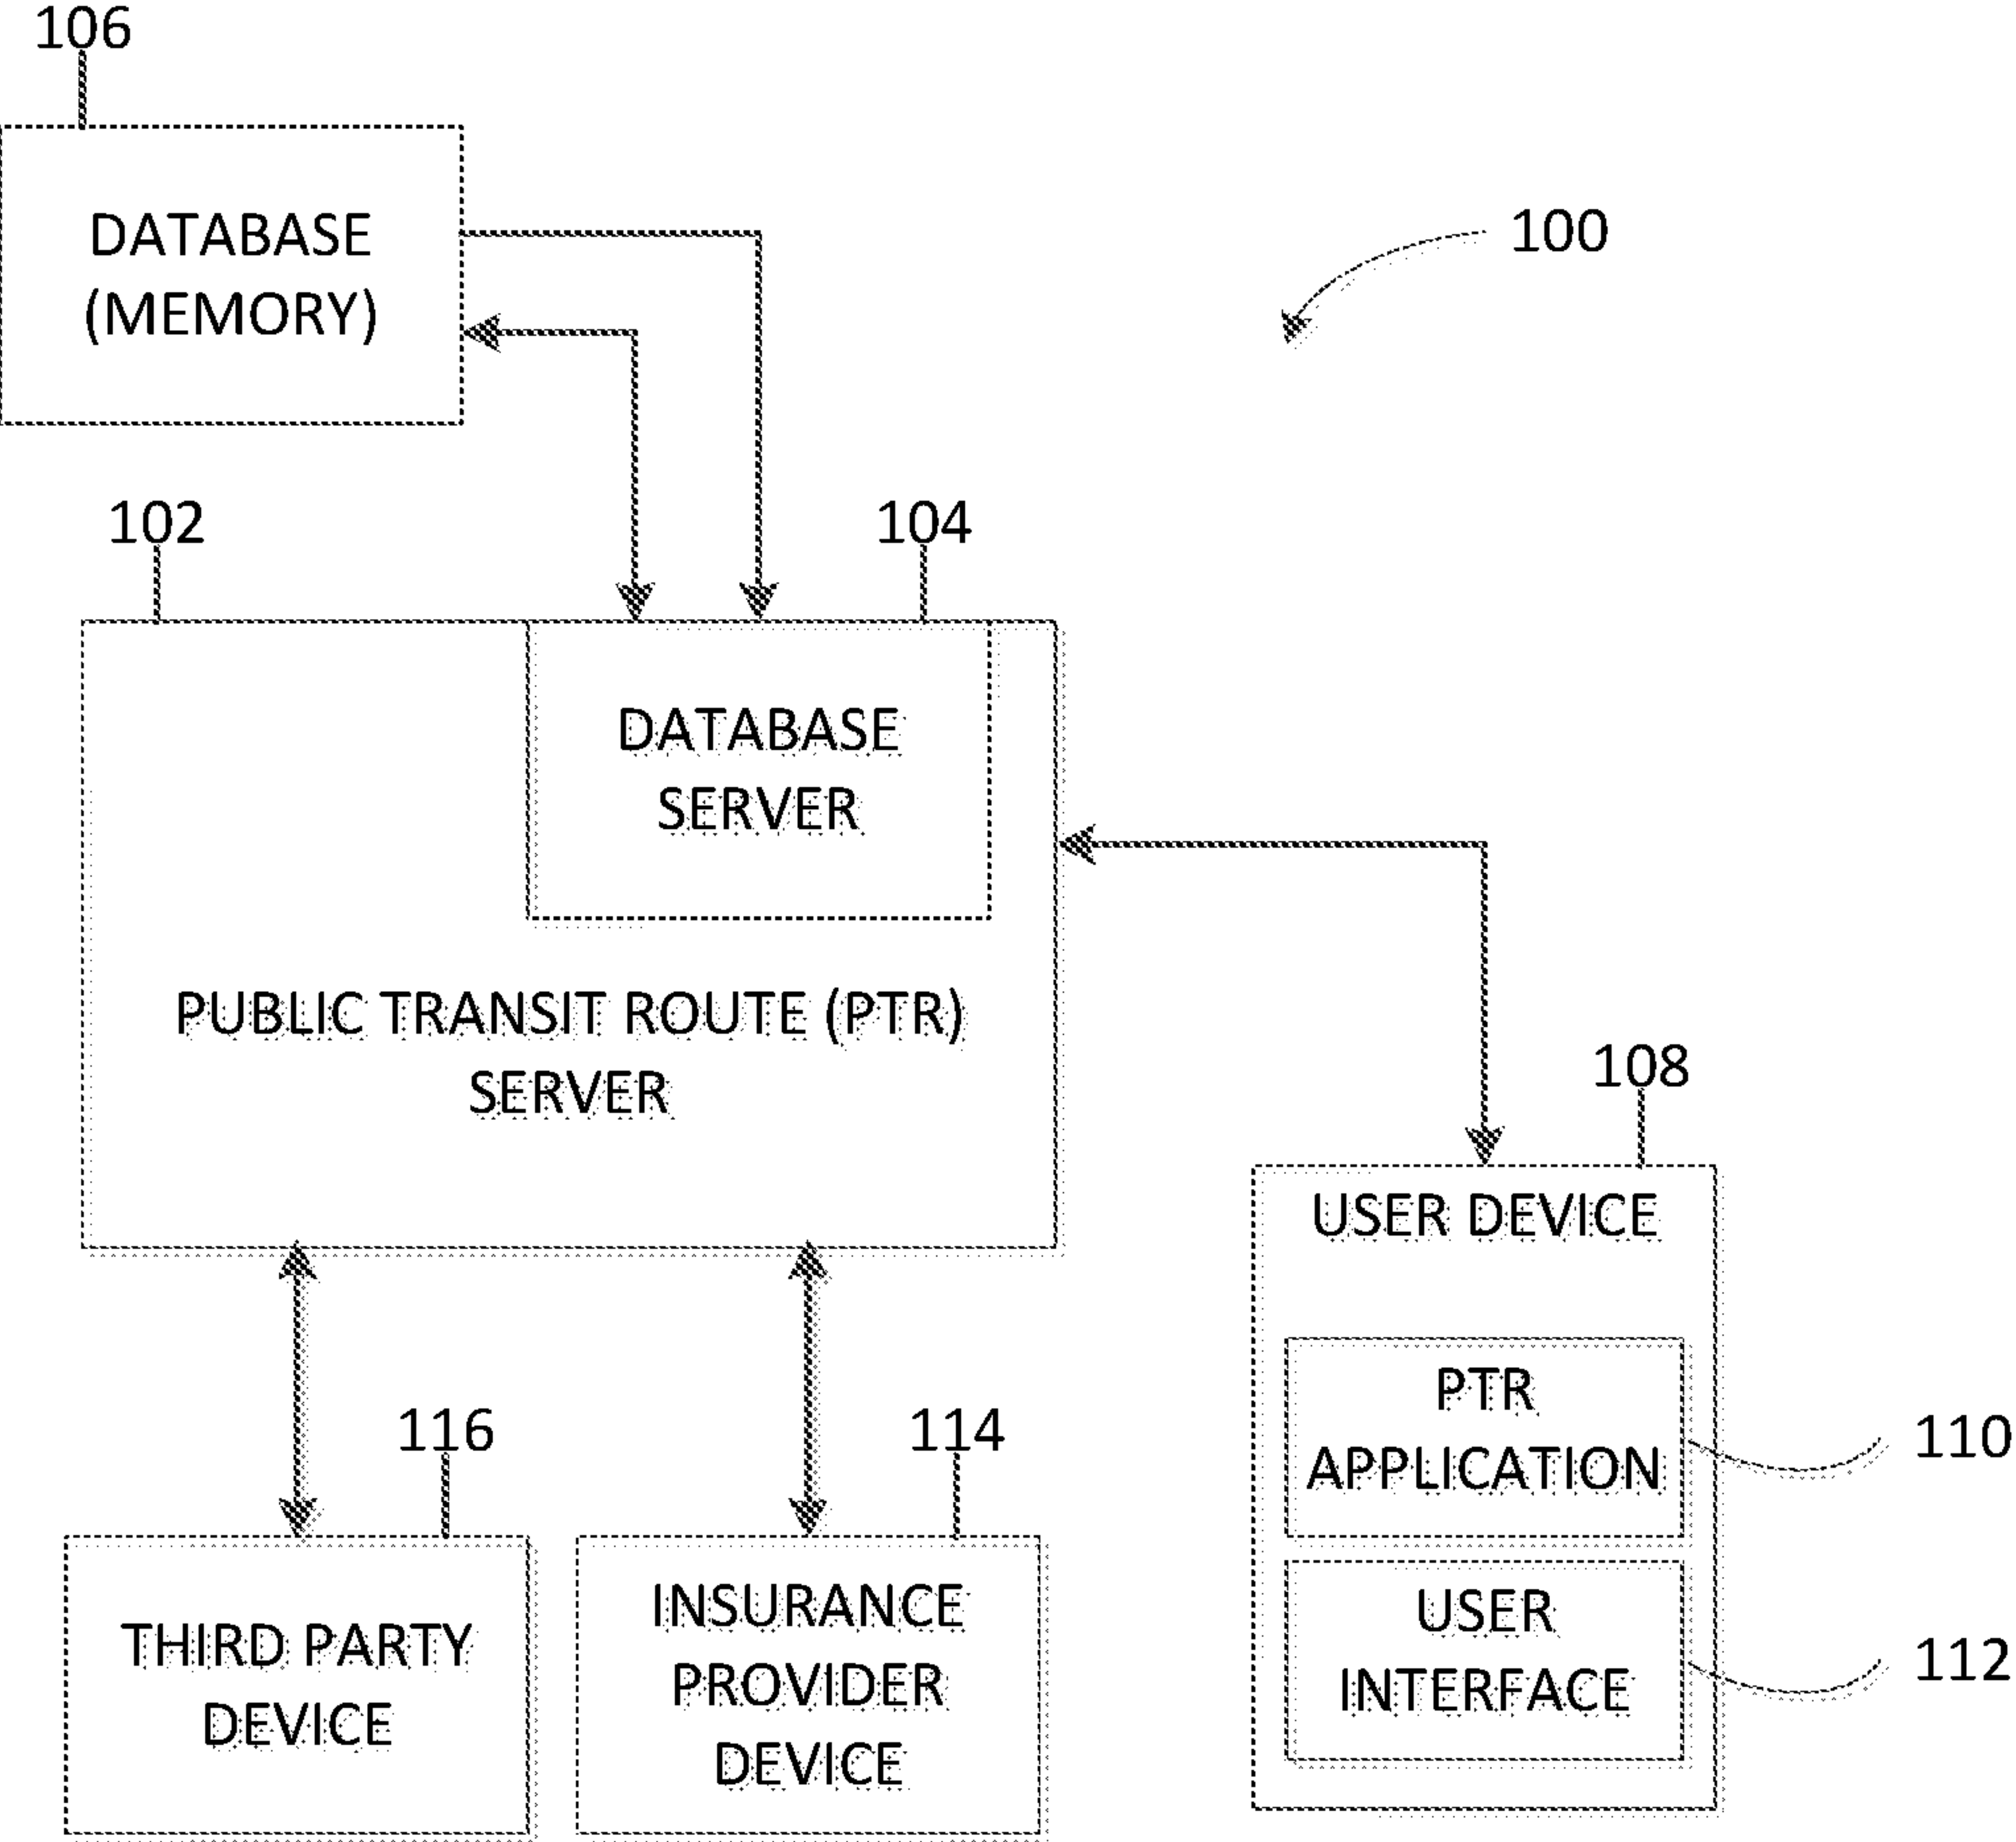 106
DATABASE
(MEMORY)
100
102
104
DATABASE
SERVER
PUBLIC TRANSIT ROUTE (PTR)
SERVER
108
USER DEVICE
PTR
APPLICATION
110
USER
INTERFACE
112
116
THIRD PARTY
DEVICE
114
INSURANCE
PROVIDER
DEVICE